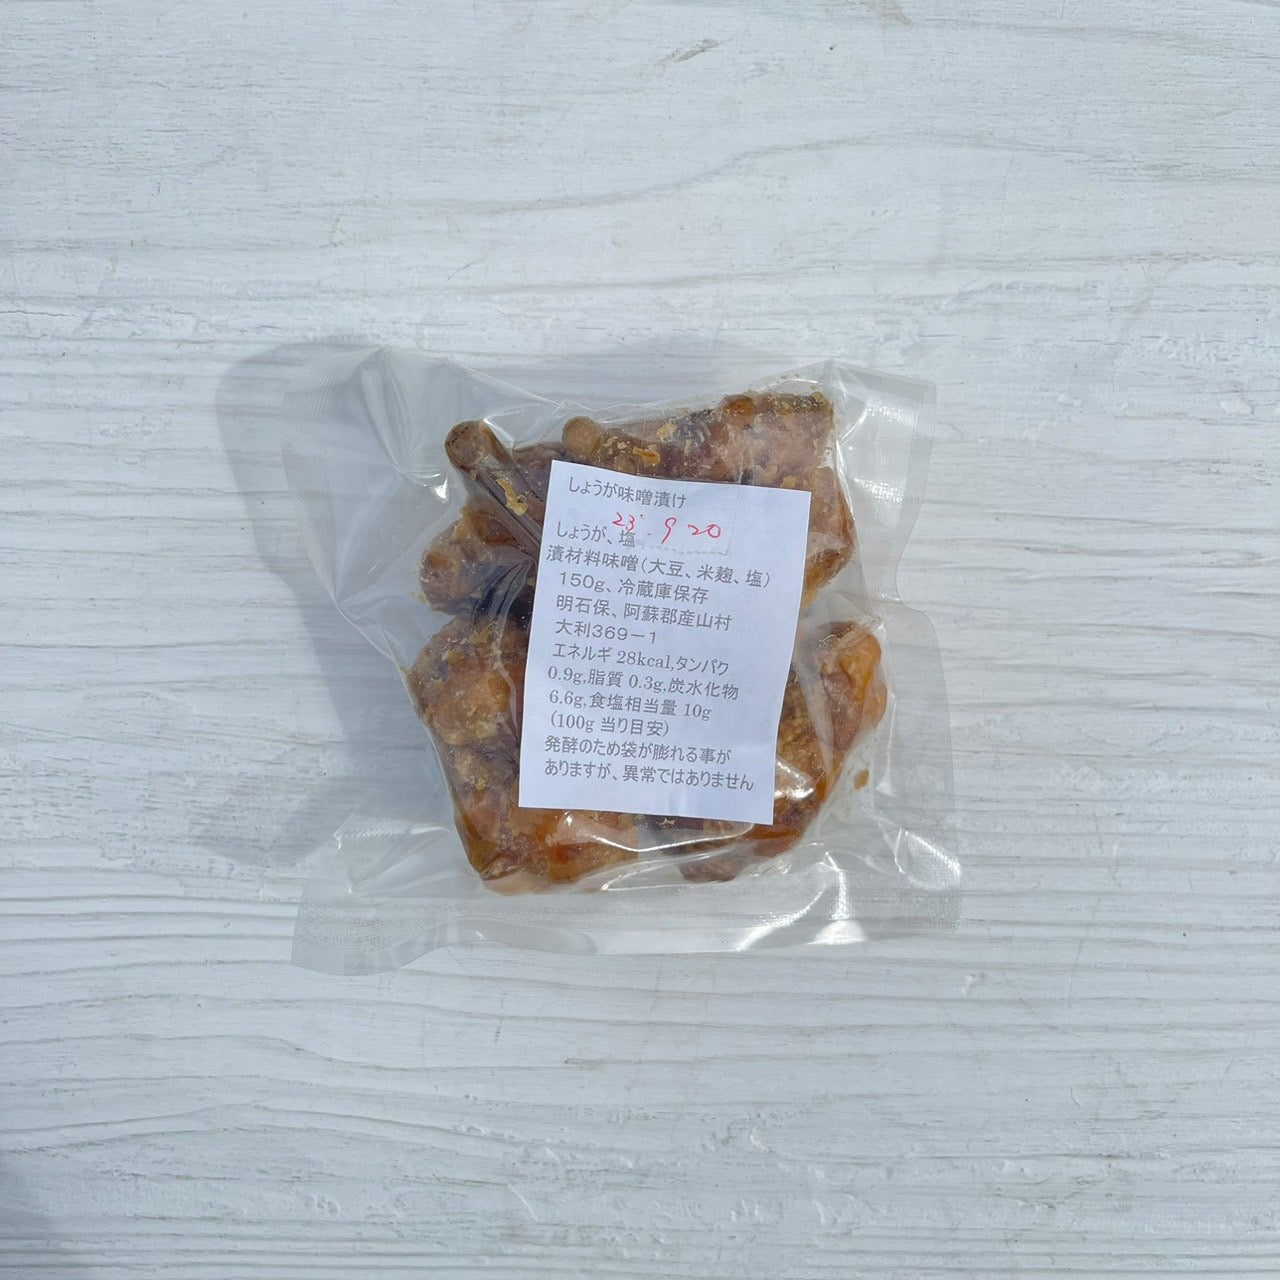 しょうが味噌漬け
23 9 20
しょうが、塩
漬材料味噌(大豆、米麹、塩)
150g、冷蔵庫保存
明石保、阿蘇郡産山村
大利369-1
エネルギ 28kcal,タンパク
0.9g,脂質 0.3g,炭水化物
6.6g,食塩相当量 10g
(100g 当り目安)
発酵のため袋が膨れる事が
ありますが、異常ではありません